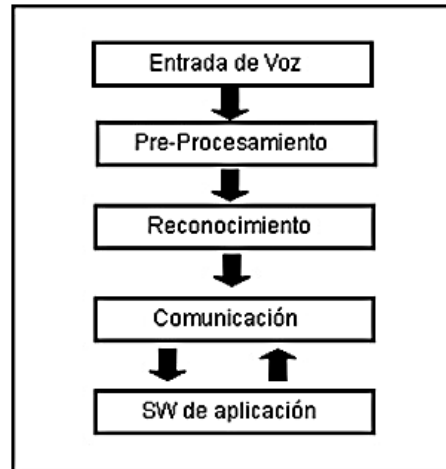 Entrada de Voz
Pre-Procesamiento
Reconocimiento
Comunicación
SW de aplicación